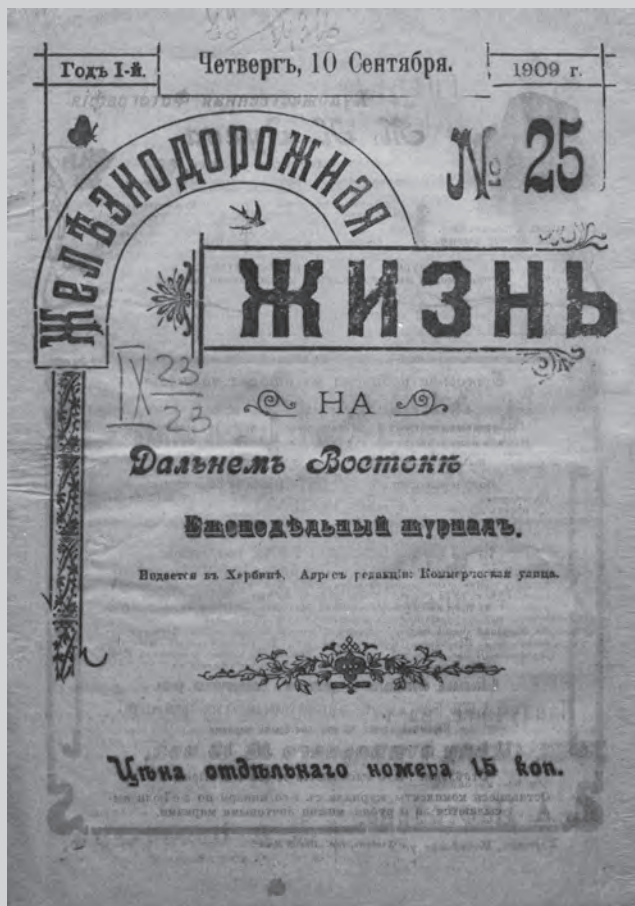 Годъ I-й.
Четвергъ, 10 Сентября.
1909 г.
№ 25
Желѣзнодорожная
ЖИЗНЬ
IX 23
23
НА
Дальнемъ Востокѣ
Еженедѣльный журналъ.
Издается въ Харбинѣ. Адресъ редакціи: Коммерческая улица.
Цѣна отдѣльнаго номера 15 коп.